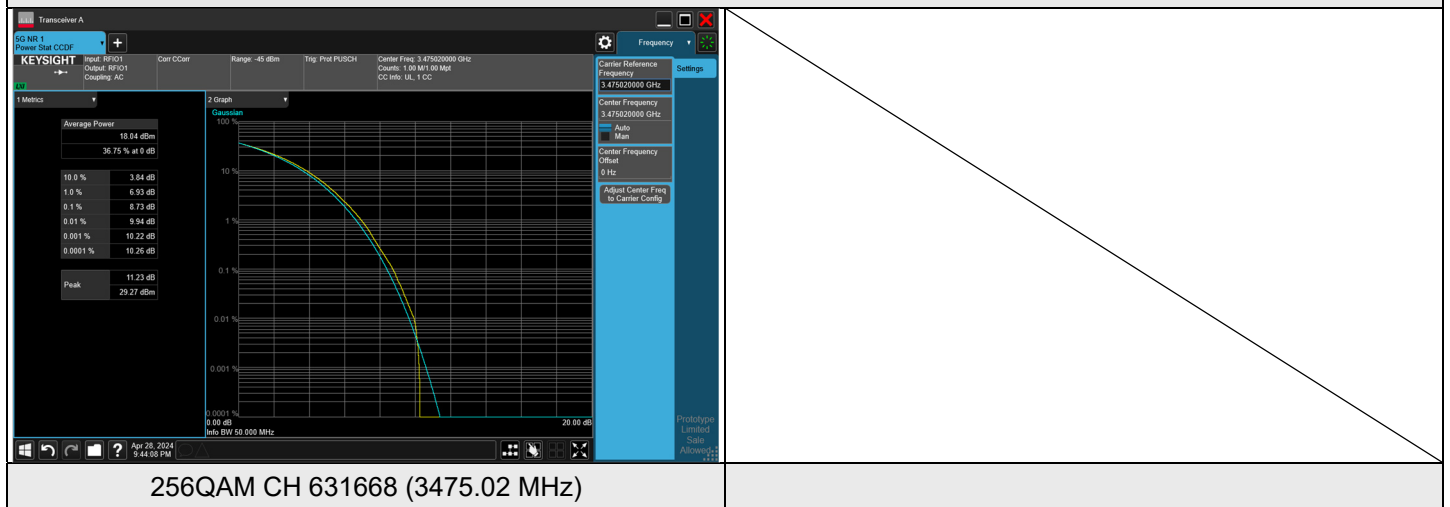 Transceiver A
5G NR 1
Power Stat CCDF
+
Frequency
KEYSIGHT
Input: RFIO1
Output: RFIO1
Coupling: AC
Corr CCorr
Range: -45 dBm
Trig: Prot PUSCH
Center Freq: 3.475020000 GHz
Counts: 1.00 M/1.00 Mpt
CC Info: UL, 1 CC
1 Metrics
Average Power
18.04 dBm
36.75 % at 0 dB
10.0 % 3.84 dB
1.0 % 6.93 dB
0.1 % 8.73 dB
0.01 % 9.94 dB
0.001 % 10.22 dB
0.0001 % 10.26 dB
Peak
11.23 dB
29.27 dBm
2 Graph
Gaussian
100 %
10 %
1 %
0.1 %
0.01 %
0.001 %
0.0001 %
0.00 dB
20.00 dB
Info BW 50.000 MHz
Carrier Reference
Frequency
3.475020000 GHz
Center Frequency
3.475020000 GHz
Auto
Man
Center Frequency
Offset
0 Hz
Adjust Center Freq
to Carrier Config
Settings
Prototype
Limited
Sale
Allowed
?
Apr 28, 2024
9:44:08 PM
256QAM CH 631668 (3475.02 MHz)